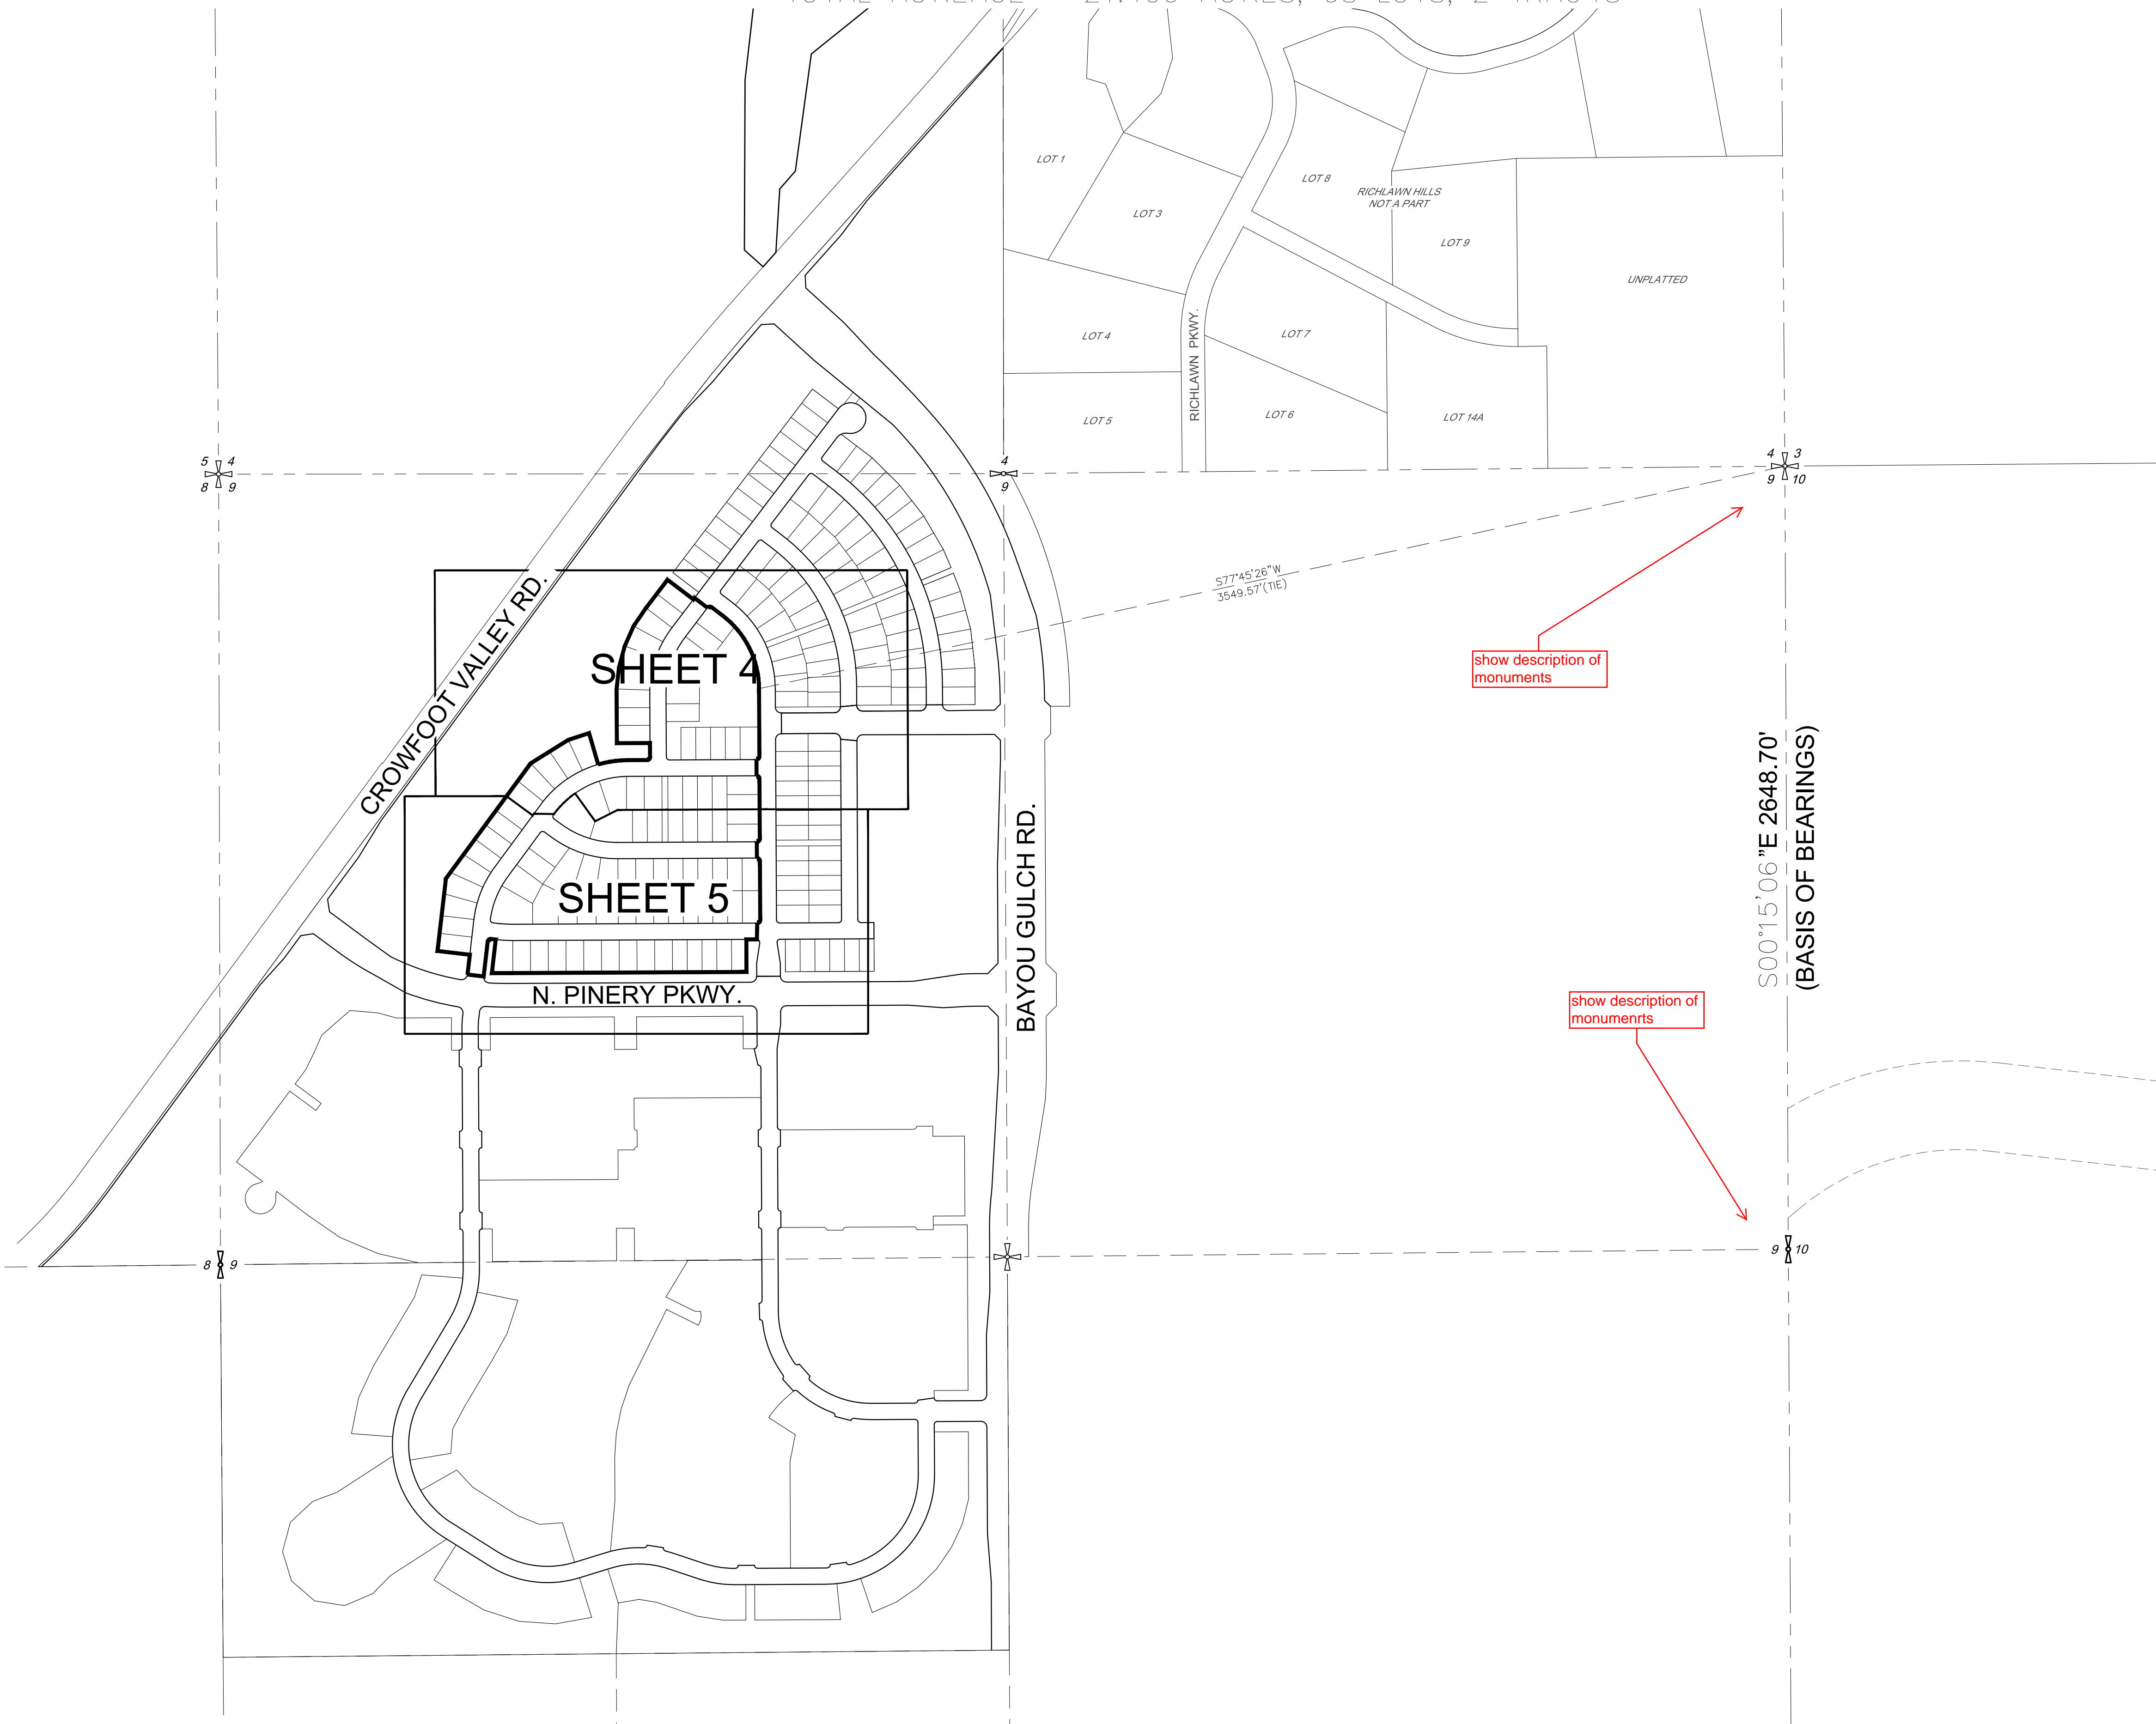 LOT 1
LOT 3
LOT 8
RICHLAWN HILLS
NOT A PART
LOT 9
UNPLATTED
LOT 4
RICHLAWN PKWY.
LOT 7
LOT 5
LOT 6
LOT 14A
5 4
8 9
4
9
4 3
9 10
S77°45'26"W
3549.57'(TIE)
CROWFOOT VALLEY RD.
SHEET 4
show description of
monuments
S00°15'06"E 2648.70'
(BASIS OF BEARINGS)
BAYOU GULCH RD.
SHEET 5
N. PINERY PKWY.
show description of
monumenrts
8 9
9 10